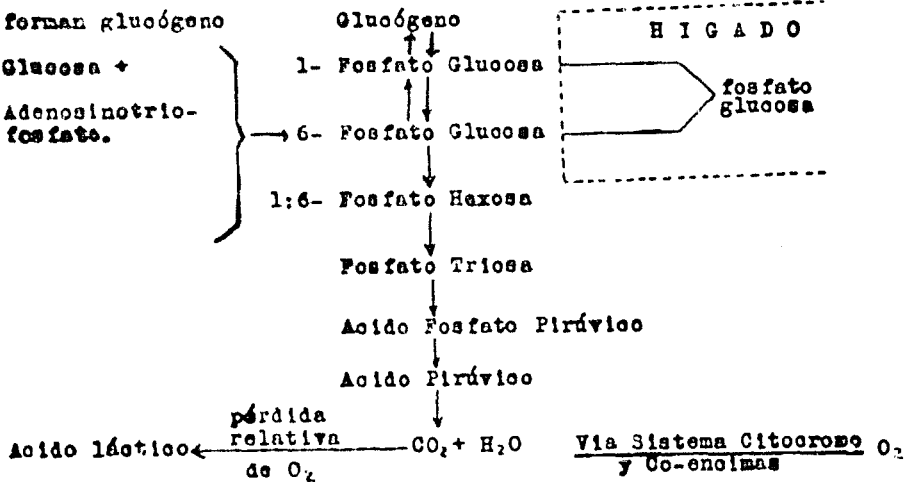 forman glucógeno
Glucosa +
Adenosinotrio-
fosfato.
Glucógeno
1- Fosfato Glucosa
6- Fosfato Glucosa
1:6- Fosfato Hexosa
Fosfato Triosa
Acido Fosfato Pirúvico
Acido Pirúvico
HIGADO
fosfato
glucosa
Acido láctico
pérdida
relativa
de O₂
CO₂ + H₂O
Via Sistema Citocromo
y Co-encimas
O₂